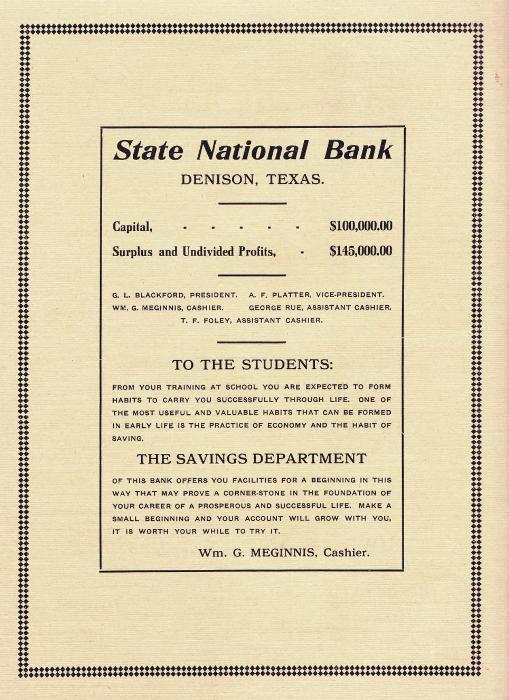 State National Bank
DENISON, TEXAS.
Capital, - - - - - $100,000.00
Surplus and Undivided Profits, - $145,000.00
G. L. BLACKFORD, PRESIDENT. A. F. PLATTER, VICE-PRESIDENT.
WM. G. MEGINNIS, CASHIER. GEORGE RUE, ASSISTANT CASHIER.
T. F. FOLEY, ASSISTANT CASHIER.
TO THE STUDENTS:
FROM YOUR TRAINING AT SCHOOL YOU ARE EXPECTED TO FORM
HABITS TO CARRY YOU SUCCESSFULLY THROUGH LIFE. ONE OF
THE MOST USEFUL AND VALUABLE HABITS THAT CAN BE FORMED
IN EARLY LIFE IS THE PRACTICE OF ECONOMY AND THE HABIT OF
SAVING.
THE SAVINGS DEPARTMENT
OF THIS BANK OFFERS YOU FACILITIES FOR A BEGINNING IN THIS
WAY THAT MAY PROVE A CORNER-STONE IN THE FOUNDATION OF
YOUR CAREER OF A PROSPEROUS AND SUCCESSFUL LIFE. MAKE A
SMALL BEGINNING AND YOUR ACCOUNT WILL GROW WITH YOU,
IT IS WORTH YOUR WHILE TO TRY IT.
Wm. G. MEGINNIS, Cashier.